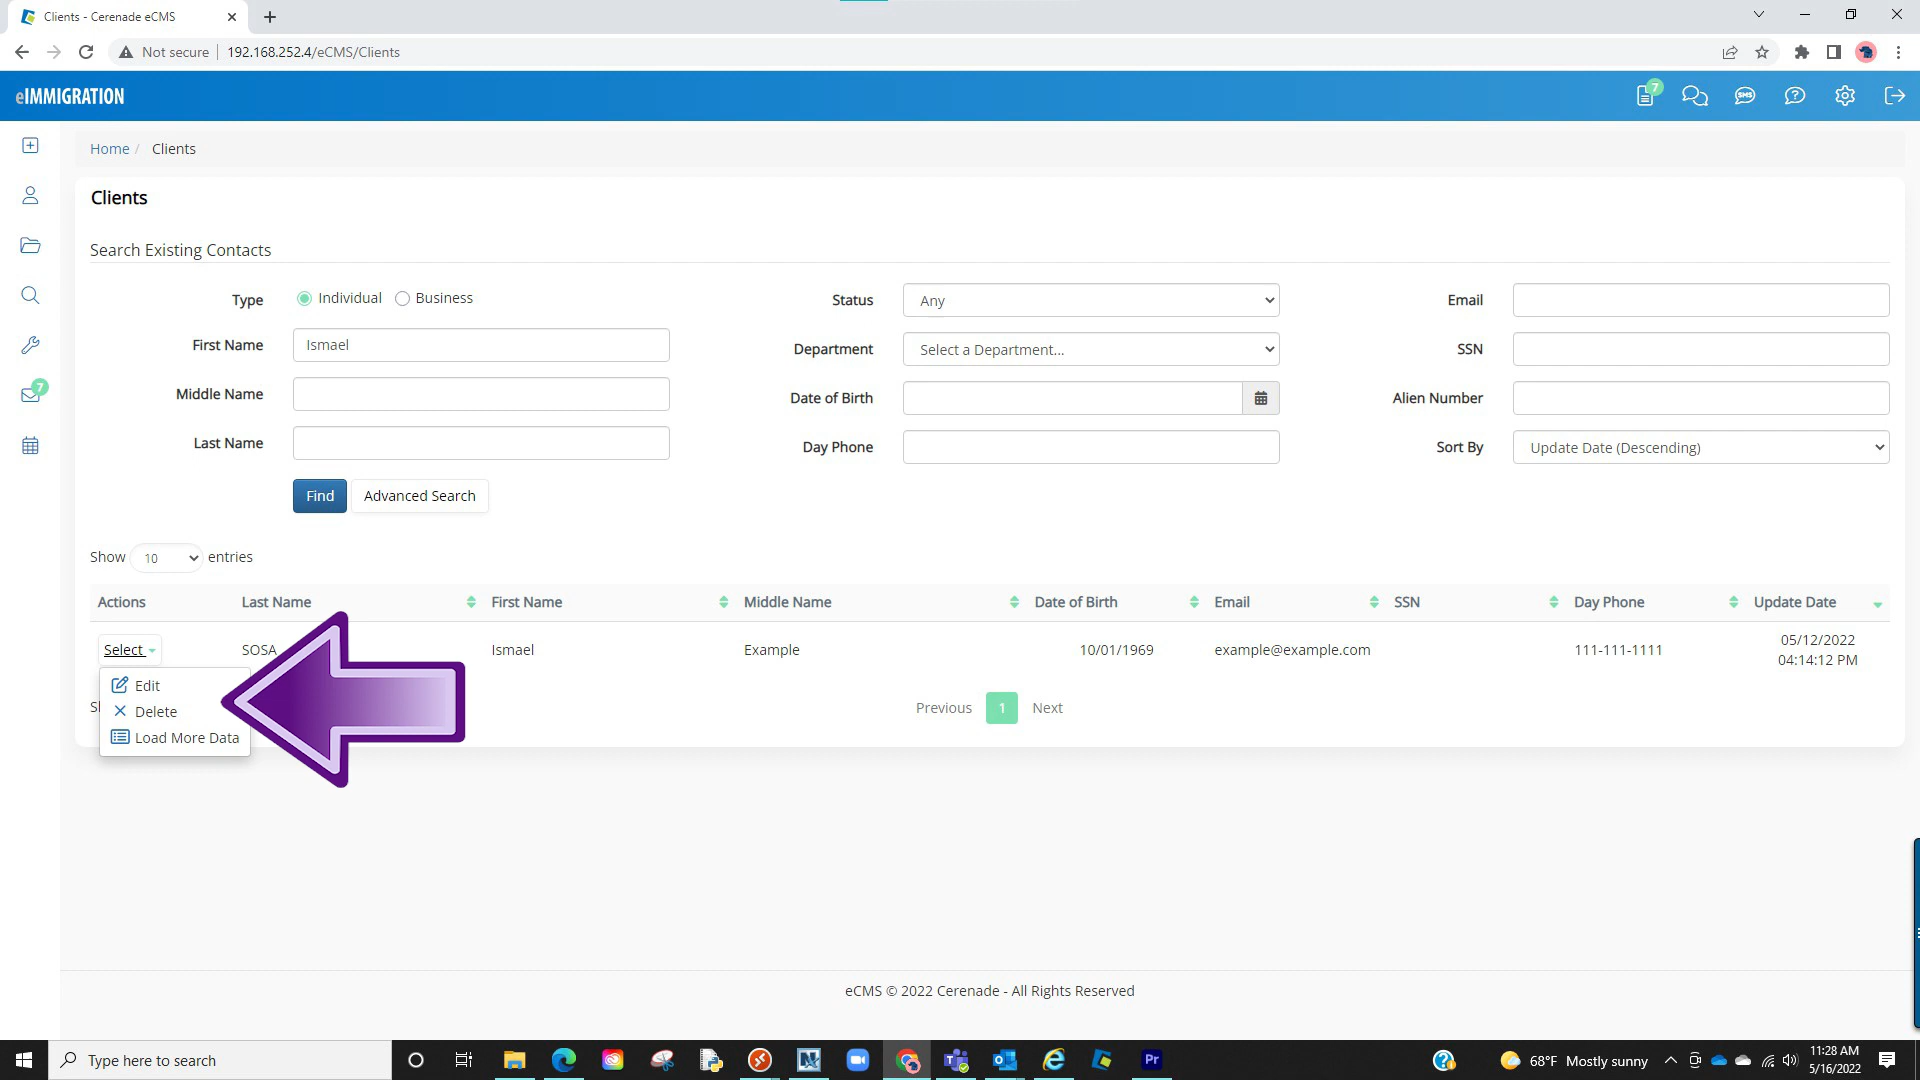 Clients - Cerenade eCMS
Not secure 192.168.252.4/eCMS/Clients
eIMMIGRATION
7
SMS
Home / Clients
Clients
Search Existing Contacts
Type Individual Business Status Any Email
First Name Ismael Department Select a Department... SSN
Middle Name Date of Birth Alien Number
7
Last Name Day Phone Sort By Update Date (Descending)
Find Advanced Search
Show 10 entries
Actions Last Name First Name Middle Name Date of Birth Email SSN Day Phone Update Date
Select SOSA Ismael Example 10/01/1969 example@example.com 111-111-1111 05/12/2022
04:14:12 PM
Edit
Delete
Previous 1 Next
Load More Data
eCMS © 2022 Cerenade - All Rights Reserved
Type here to search
Pr
68°F Mostly sunny
11:28 AM
5/16/2022